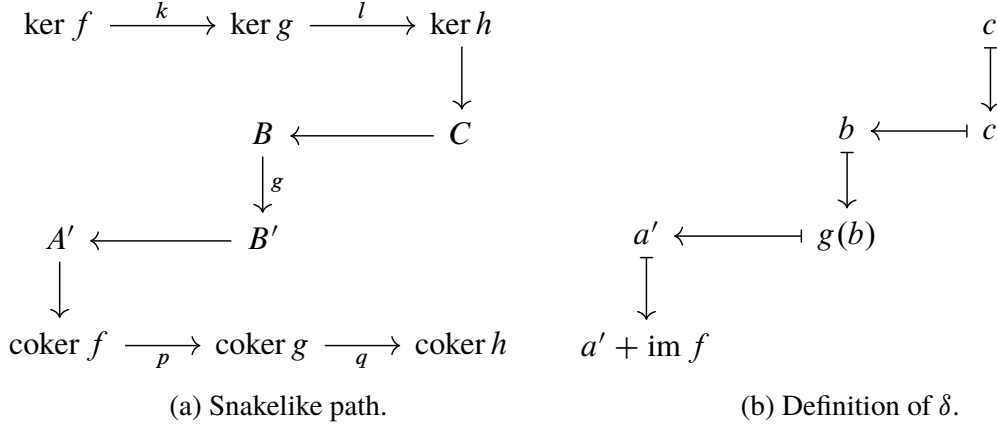 ker f k ker g l ker h c
B C b c
g
A′ B′ a′ g(b)
coker f p coker g q coker h a′ + im f
(a) Snakelike path. (b) Definition of δ.